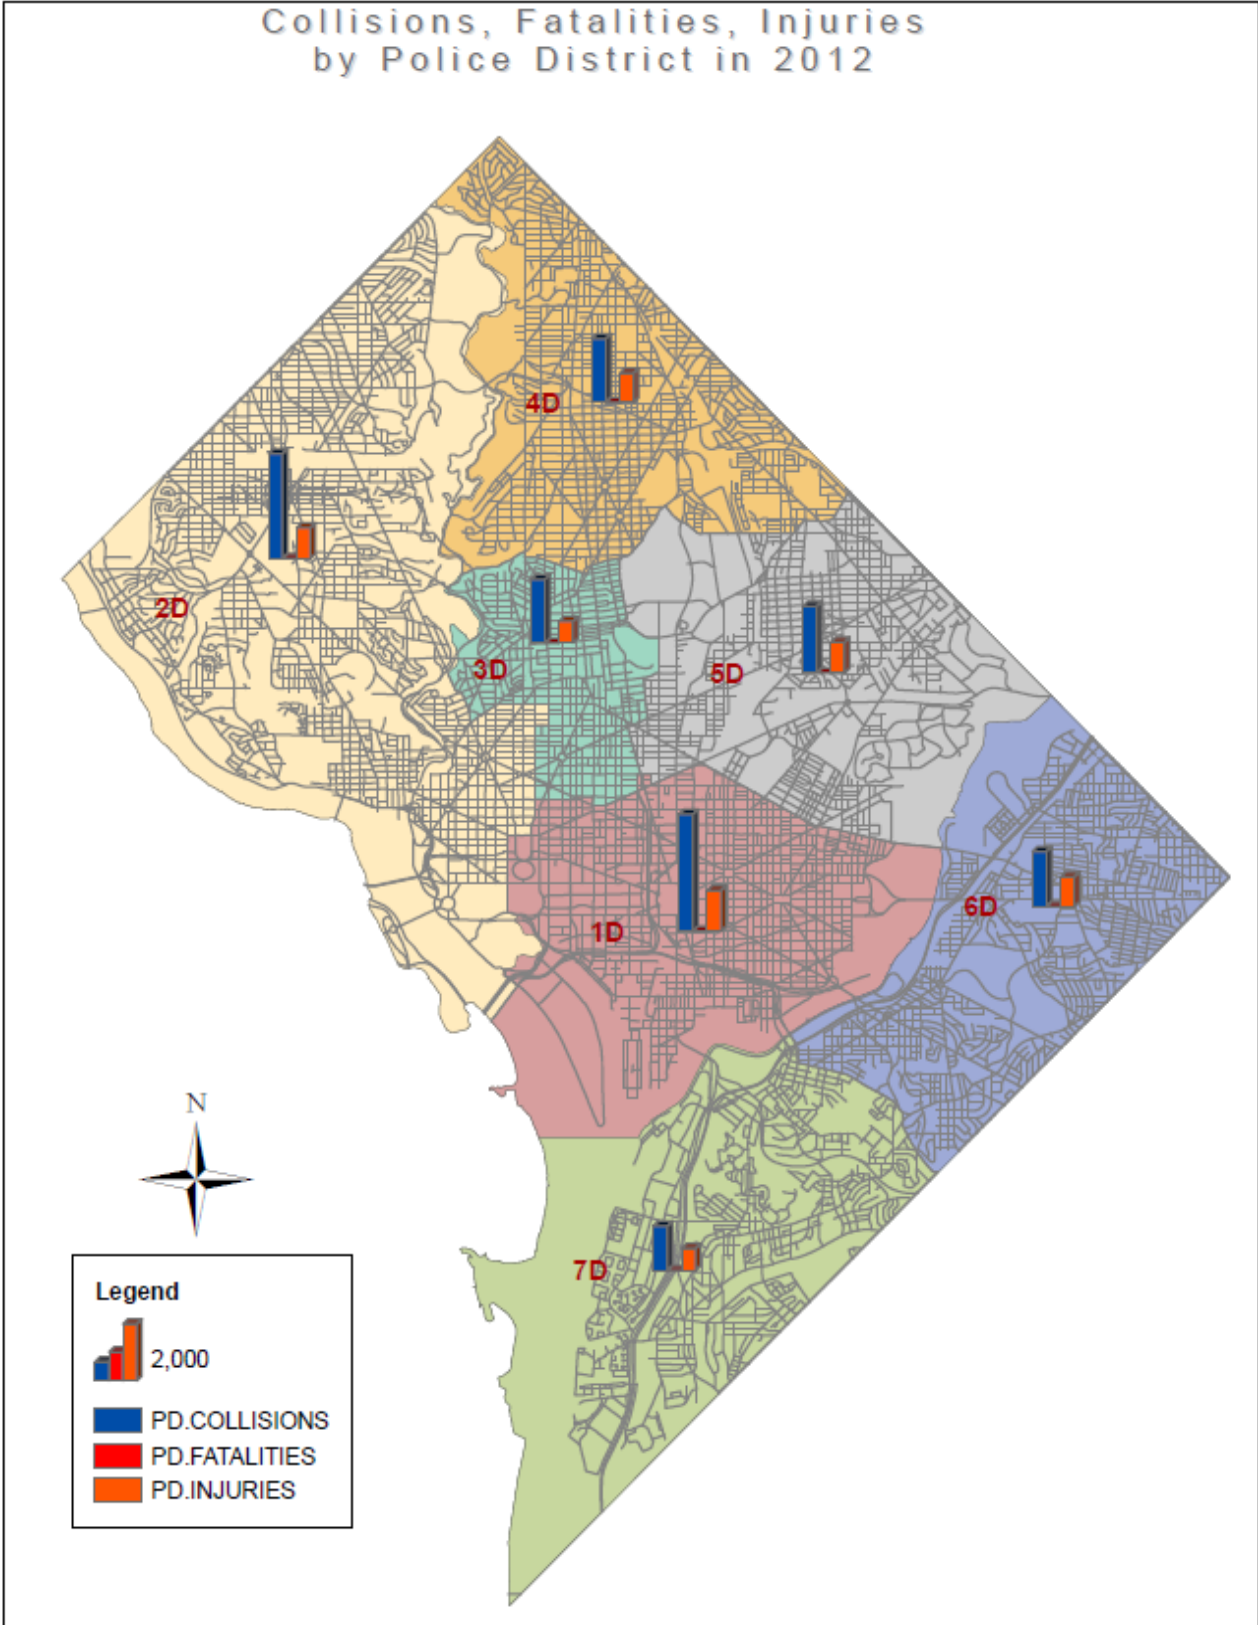 Collisions, Fatalities, Injuries
by Police District in 2012
4D
2D
3D
5D
6D
1D
N
7D
Legend
2,000
PD.COLLISIONS
PD.FATALITIES
PD.INJURIES